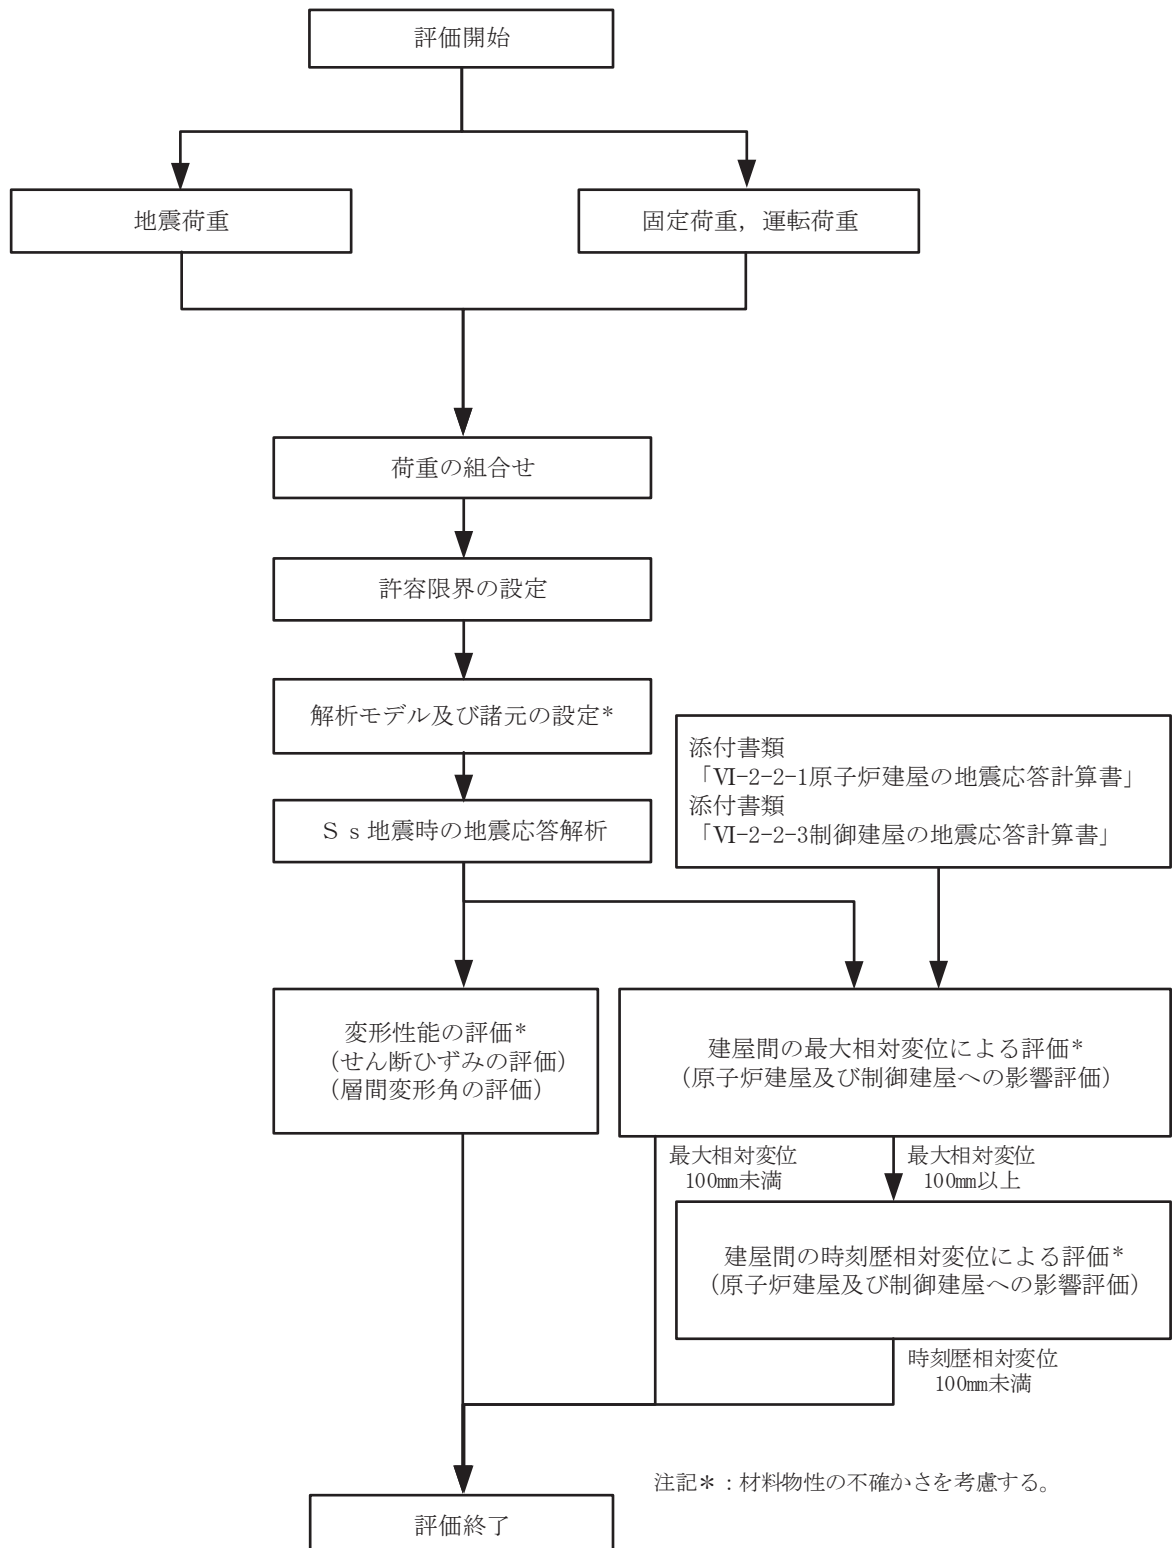 評価開始
地震荷重
固定荷重，運転荷重
荷重の組合せ
許容限界の設定
解析モデル及び諸元の設定*
Ｓｓ地震時の地震応答解析
添付書類
「Ⅵ-2-2-1原子炉建屋の地震応答計算書」
添付書類
「Ⅵ-2-2-3制御建屋の地震応答計算書」
変形性能の評価*
（せん断ひずみの評価）
（層間変形角の評価）
建屋間の最大相対変位による評価*
（原子炉建屋及び制御建屋への影響評価）
最大相対変位
100mm未満
最大相対変位
100mm以上
建屋間の時刻歴相対変位による評価*
（原子炉建屋及び制御建屋への影響評価）
時刻歴相対変位
100mm未満
注記＊：材料物性の不確かさを考慮する。
評価終了